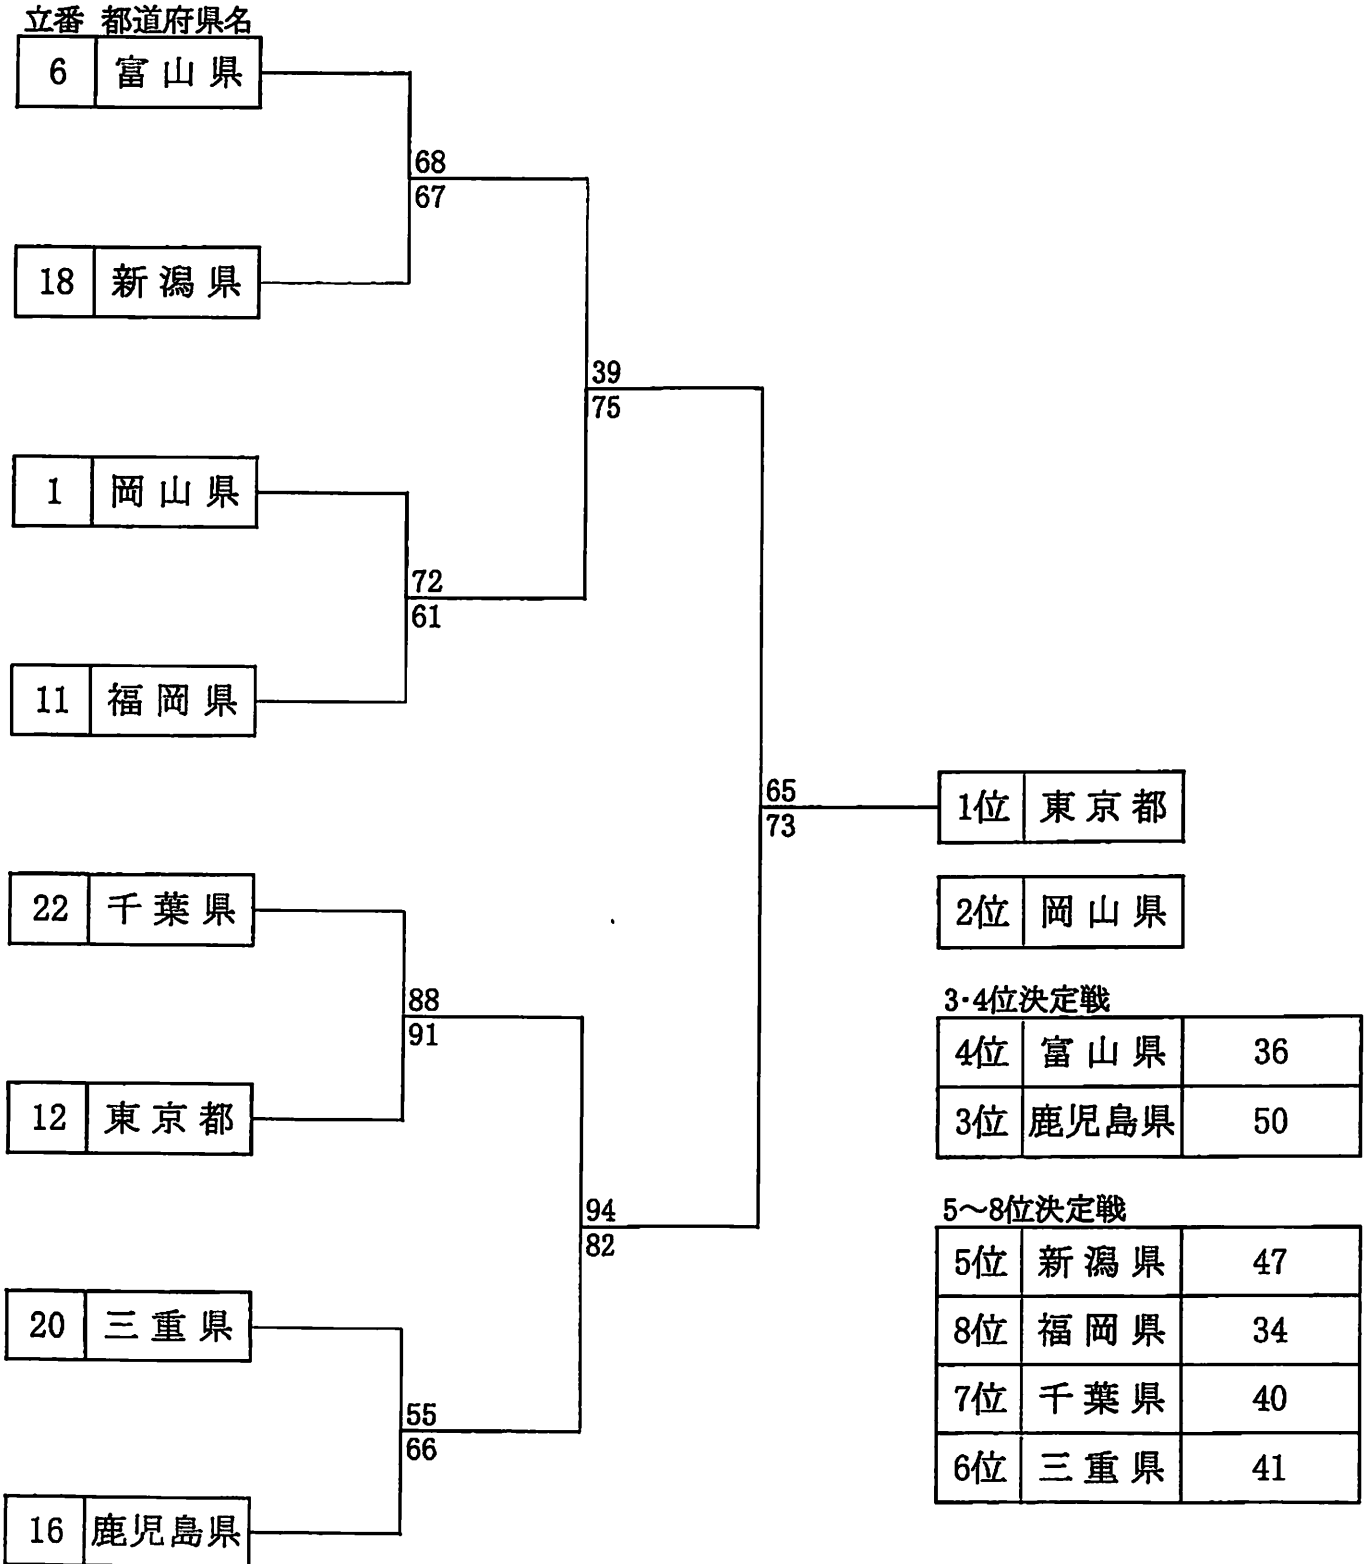 立番 都道府県名
6 富山県
68
67
18 新潟県
39
75
1 岡山県
72
61
11 福岡県
65
73
1位 東京都
22 千葉県
2位 岡山県
88
91
3・4位決定戦
4位 富山県 36
12 東京都
3位 鹿児島県 50
94
82
5～8位決定戦
5位 新潟県 47
20 三重県
8位 福岡県 34
55
66
7位 千葉県 40
6位 三重県 41
16 鹿児島県